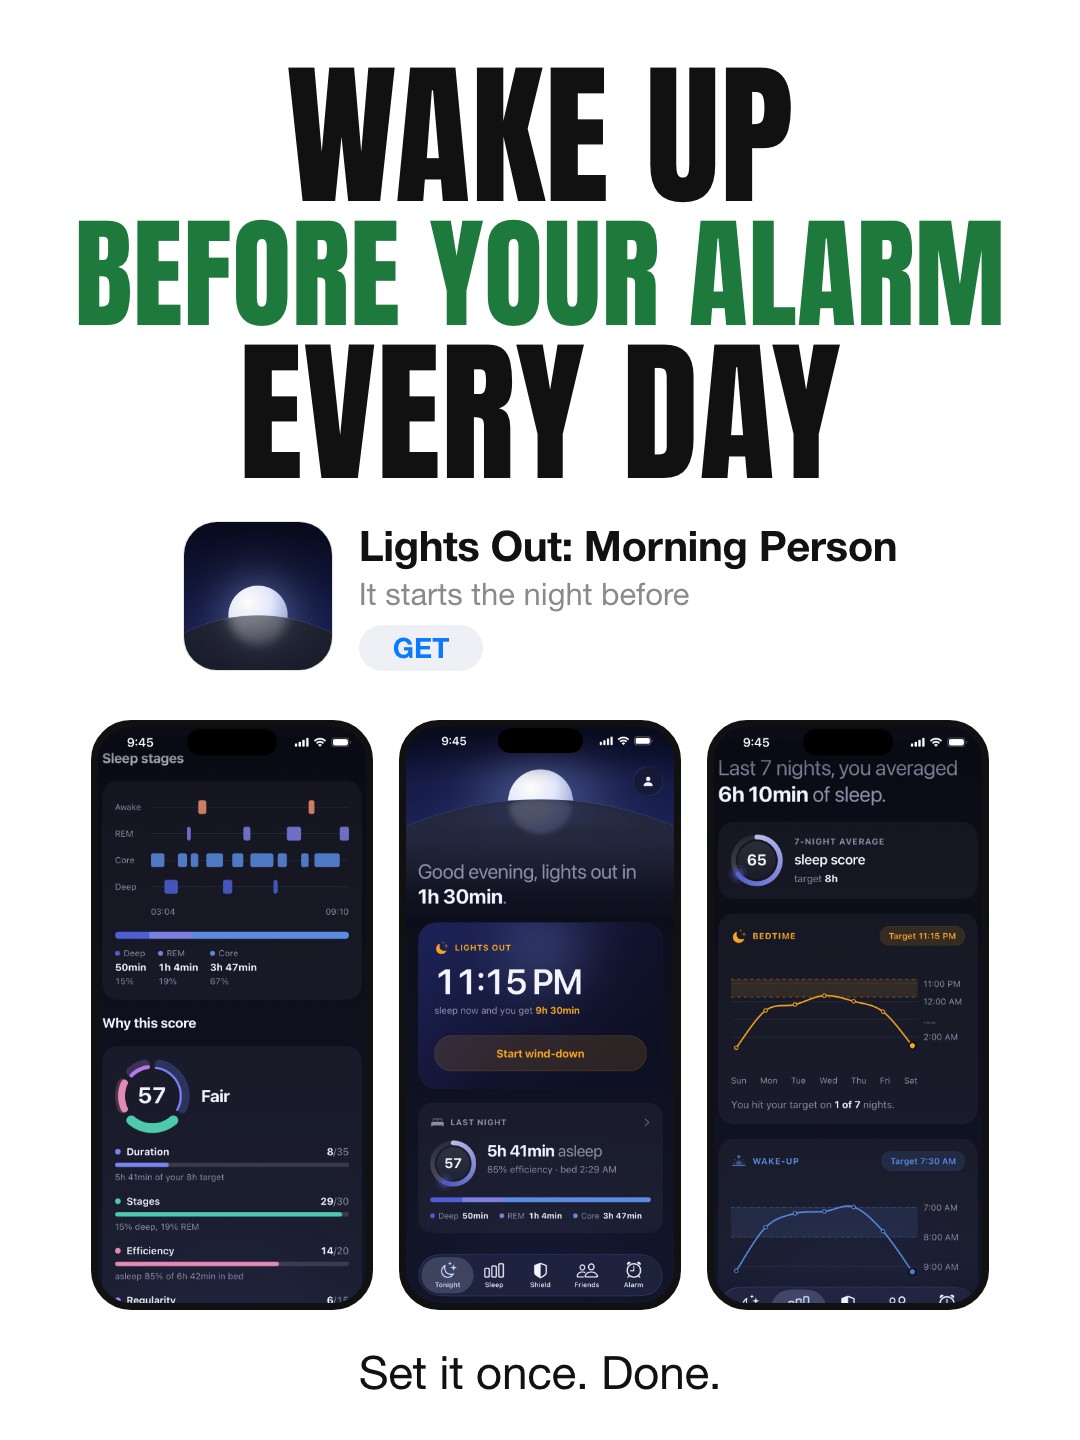 WAKE UP
BEFORE YOUR ALARM
EVERY DAY
Lights Out: Morning Person
It starts the night before
GET
9:45
Sleep stages
Awake
REM
Core
Deep
03:04 09:10
Deep REM Core
50min 1h 4min 3h 47min
15% 19% 67%
Why this score
57 Fair
Duration 8/35
5h 41min of your 8h target
Stages 29/30
15% deep, 19% REM
Efficiency 14/20
asleep 85% of 6h 42min in bed
Regularity 6/15
9:45
Good evening, lights out in
1h 30min.
LIGHTS OUT
11:15 PM
sleep now and you get 9h 30min
Start wind-down
LAST NIGHT
57
5h 41min asleep
85% efficiency · bed 2:29 AM
Deep 50min REM 1h 4min Core 3h 47min
Tonight Sleep Shield Friends Alarm
9:45
Last 7 nights, you averaged
6h 10min of sleep.
65
7-NIGHT AVERAGE
sleep score
target 8h
BEDTIME Target 11:15 PM
11:00 PM
12:00 AM
2:00 AM
Sun Mon Tue Wed Thu Fri Sat
You hit your target on 1 of 7 nights.
WAKE-UP Target 7:30 AM
7:00 AM
8:00 AM
9:00 AM
Set it once. Done.